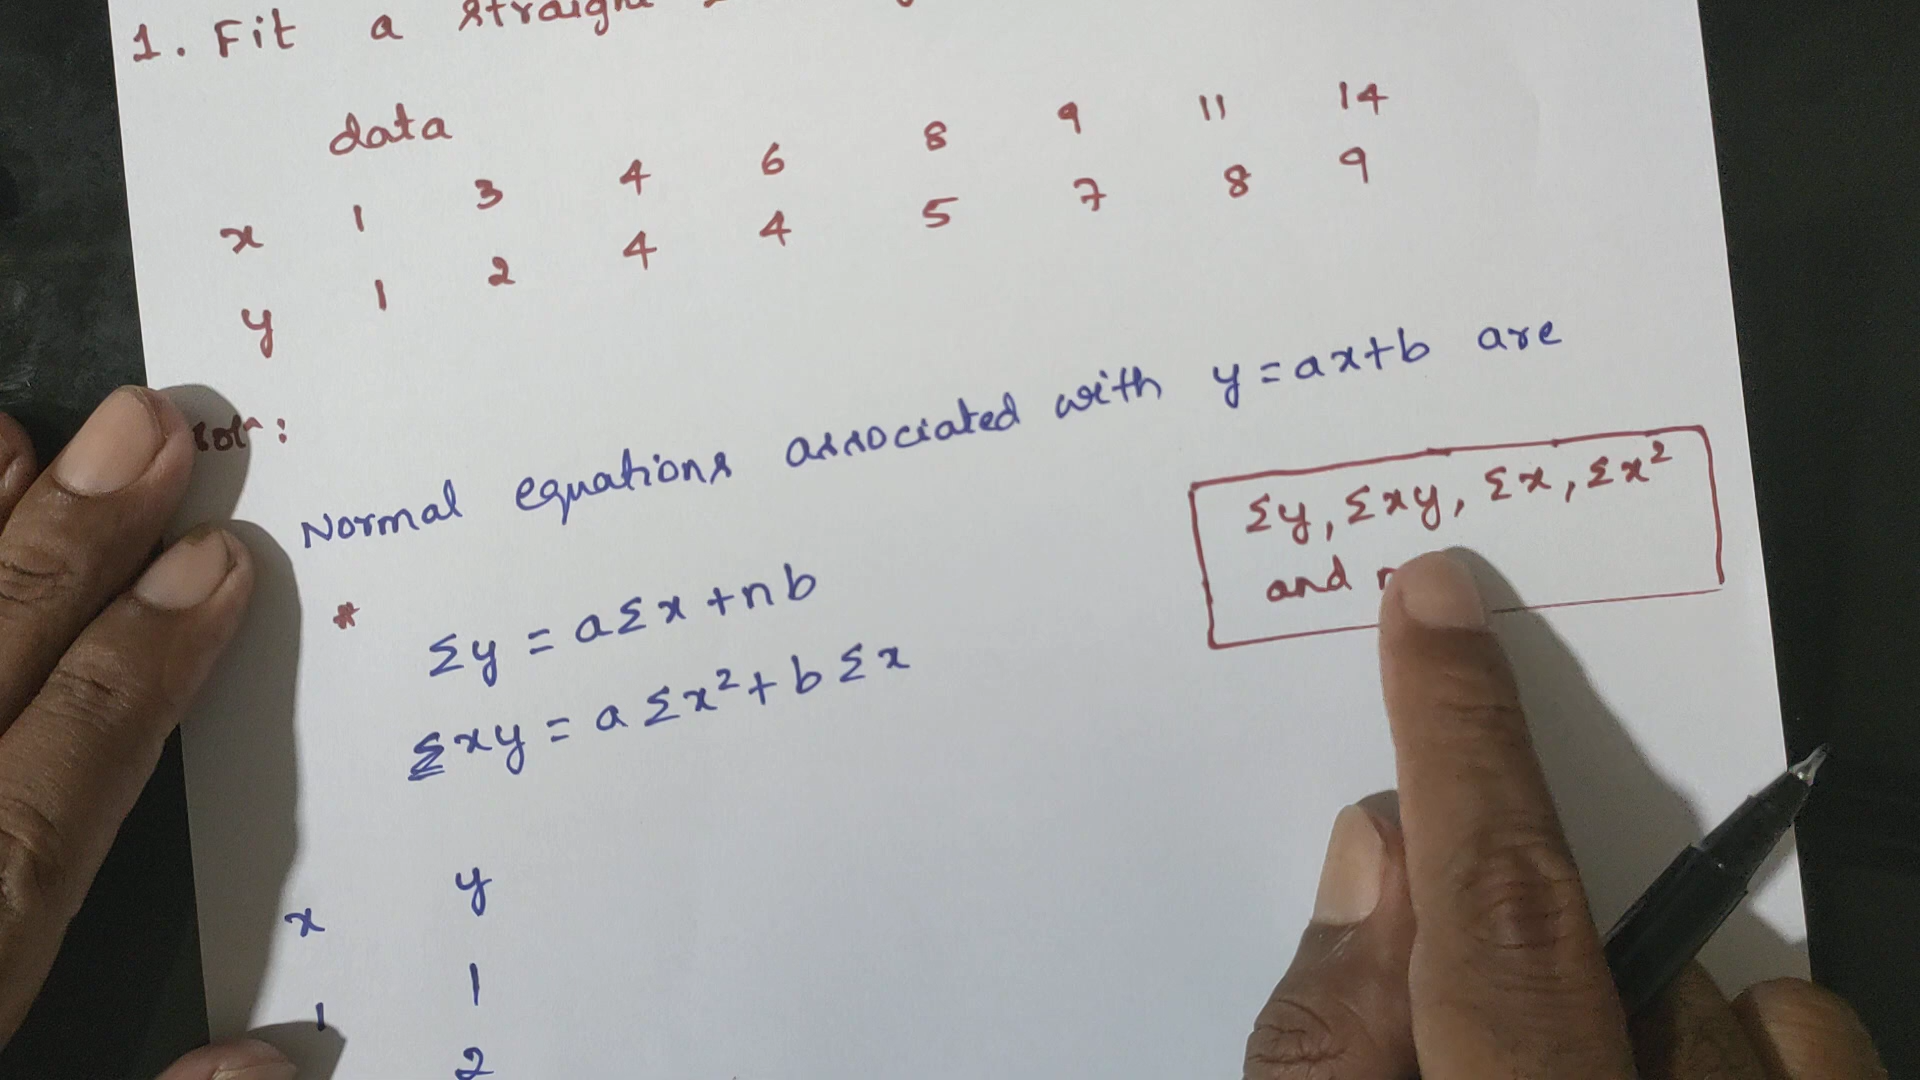 1. Fit a straight
data
x 1 3 4 6 8 9 11 14
y 1 2 4 4 5 7 8 9
Soln:
Normal equations associated with y = ax+b are
Σy, Σxy, Σx, Σx²
and
* Σy = aΣx + nb
Σxy = aΣx² + bΣx
x y
1 1
2